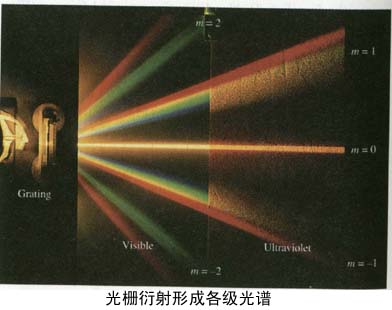 m = 2
m = 1
m = 0
Grating
Visible
Ultraviolet
m = –2
m = –1
光栅衍射形成各级光谱